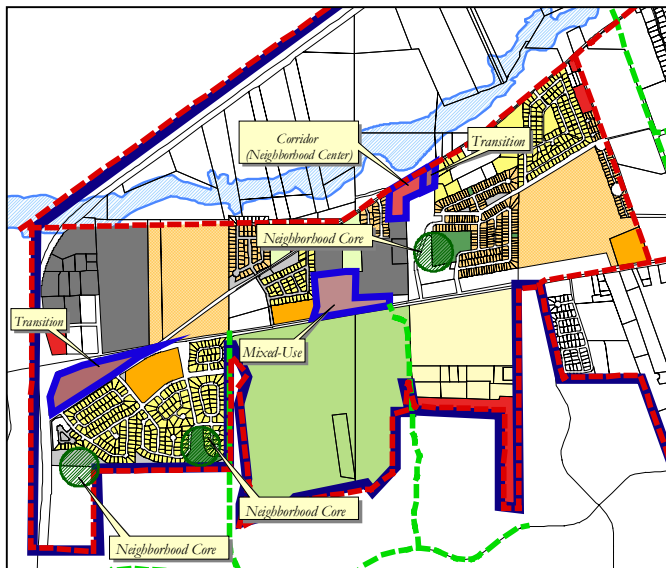 Corridor
(Neighborhood Center)
Transition
Neighborhood Core
Transition
Mixed-Use
Neighborhood Core
Neighborhood Core